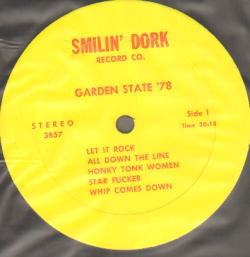 SMILIN' DORK
RECORD CO.
GARDEN STATE '78
STEREO
3857
Side 1
Time 20:18
LET IT ROCK
ALL DOWN THE LINE
HONKY TONK WOMEN
STAR FUCKER
WHIP COMES DOWN